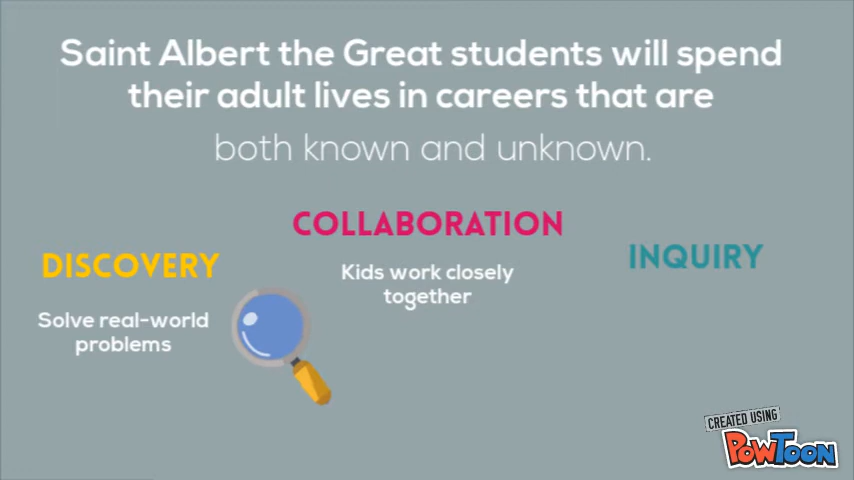 Saint Albert the Great students will spend
their adult lives in careers that are
both known and unknown.
COLLABORATION
Kids work closely
together
DISCOVERY
Solve real-world
problems
INQUIRY
CREATED USING
POWTOON